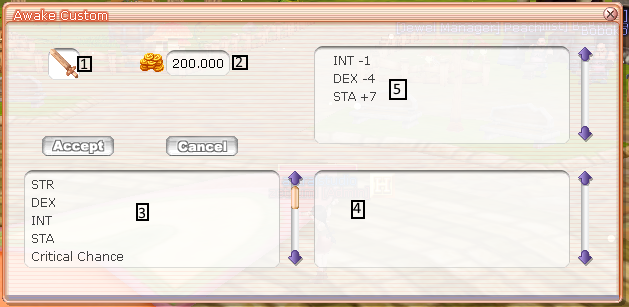 Awake Custom
1
200.000
2
INT -1
DEX -4
STA +7
5
Accept
Cancel
STR
DEX
INT
STA
Critical Chance
3
4